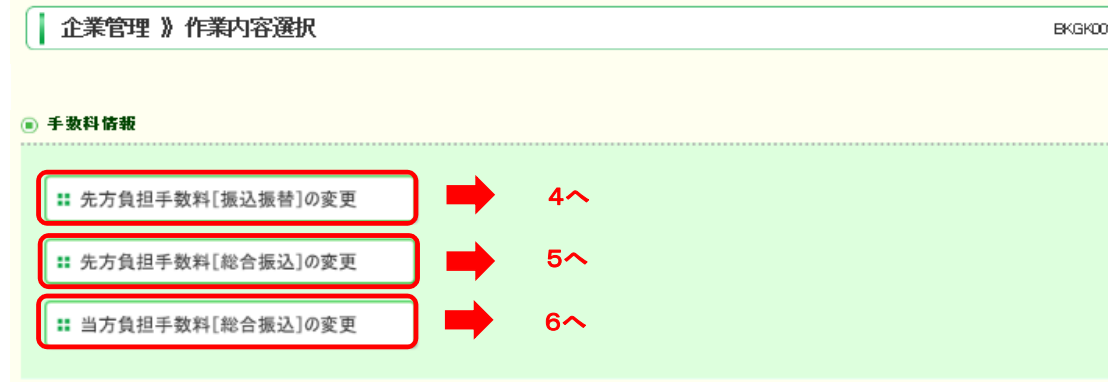 企業管理 》 作業内容選択
BKGK00
手数料情報
先方負担手数料[振込振替]の変更
4へ
先方負担手数料[総合振込]の変更
5へ
当方負担手数料[総合振込]の変更
6へ